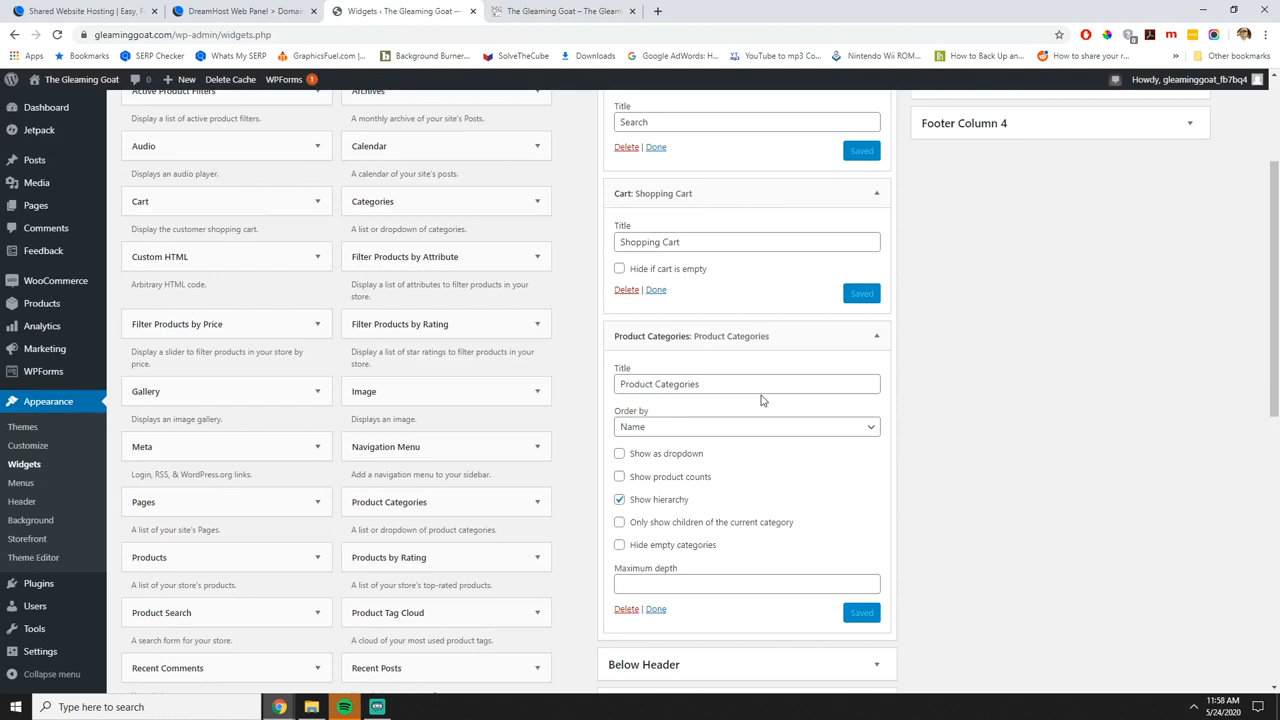 Shared Website Hosting | Easy, F
DreamHost Web Panel > Domain
Widgets ‹ The Gleaming Goat —
The Gleaming Goat – The Gleami
gleaminggoat.com/wp-admin/widgets.php
Apps
Bookmarks
SERP Checker
Whats My SERP
GraphicsFuel.com |...
Background Burner...
SolveTheCube
Downloads
Google AdWords: K...
YouTube to mp3 Co...
Nintendo Wii ROM...
How to Back Up an...
How to share your r...
»
Other bookmarks
The Gleaming Goat
0
+ New
Delete Cache
WPForms 1
Howdy, gleaminggoat_fb7bq4
Dashboard
Jetpack
Posts
Media
Pages
Comments
Feedback
WooCommerce
Products
Analytics
Marketing
WPForms
Appearance
Themes
Customize
Widgets
Menus
Header
Background
Storefront
Theme Editor
Plugins
Users
Tools
Settings
Collapse menu
Active Product Filters
Display a list of active product filters.
Audio
Displays an audio player.
Cart
Display the customer shopping cart.
Custom HTML
Arbitrary HTML code.
Filter Products by Price
Display a slider to filter products in your store by
price.
Gallery
Displays an image gallery.
Meta
Login, RSS, & WordPress.org links.
Pages
A list of your site's Pages.
Products
A list of your store's products.
Product Search
A search form for your store.
Recent Comments
Archives
A monthly archive of your site's Posts.
Calendar
A calendar of your site's posts.
Categories
A list or dropdown of categories.
Filter Products by Attribute
Display a list of attributes to filter products in your
store.
Filter Products by Rating
Display a list of star ratings to filter products in your
store.
Image
Displays an image.
Navigation Menu
Add a navigation menu to your sidebar.
Product Categories
A list or dropdown of product categories.
Products by Rating
A list of your store's top-rated products.
Product Tag Cloud
A cloud of your most used product tags.
Recent Posts
Title
Search
Delete | Done
Saved
Cart: Shopping Cart
Title
Shopping Cart
Hide if cart is empty
Delete | Done
Saved
Product Categories: Product Categories
Title
Product Categories
Order by
Name
Show as dropdown
Show product counts
Show hierarchy
Only show children of the current category
Hide empty categories
Maximum depth
Delete | Done
Saved
Below Header
Footer Column 4
Type here to search
11:58 AM
5/24/2020